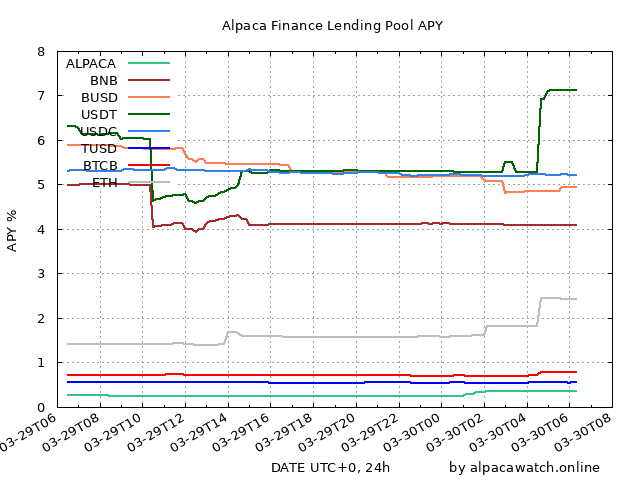 Alpaca Finance Lending Pool APY
8
7
6
5
4
3
2
1
0
APY %
ALPACA
BNB
BUSD
USDT
USDC
TUSD
BTCB
ETH
03-29T06
03-29T08
03-29T10
03-29T12
03-29T14
03-29T16
03-29T18
03-29T20
03-29T22
03-30T00
03-30T02
03-30T04
03-30T06
03-30T08
DATE UTC+0, 24h
by alpacawatch.online